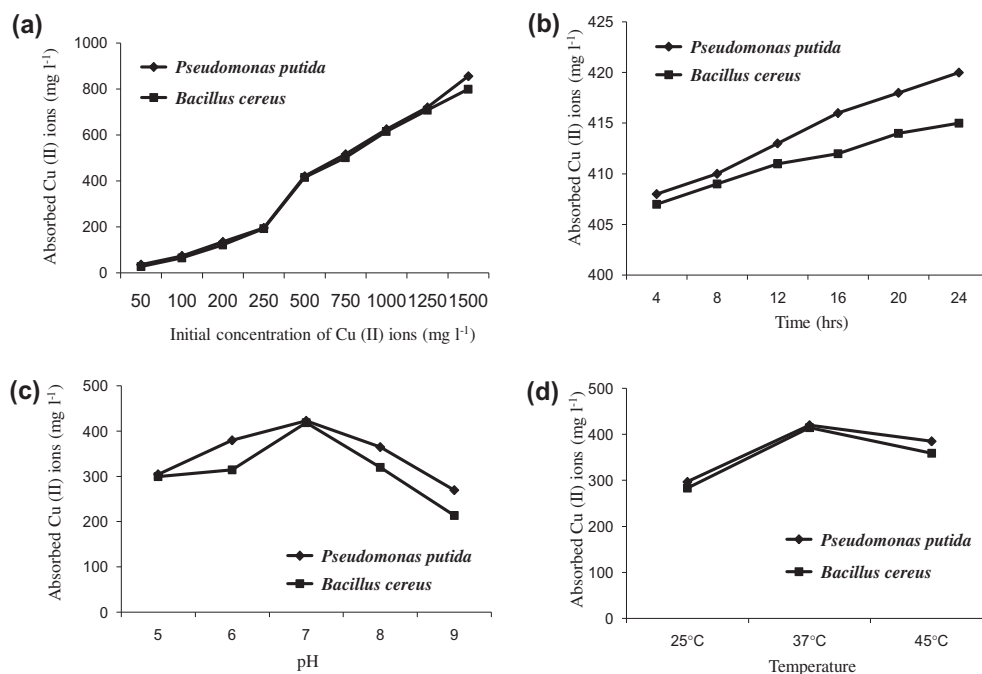 (a)
Absorbed Cu (II) ions (mg l-1)
1000
800
600
400
200
0
Pseudomonas putida
Bacillus cereus
50 100 200 250 500 750 1000 1250 1500
Initial concentration of Cu (II) ions (mg l-1)
(b)
Absorbed Cu (II) ions (mg l-1)
425
420
415
410
405
400
Pseudomonas putida
Bacillus cereus
4 8 12 16 20 24
Time (hrs)
(c)
Absorbed Cu (II) ions (mg l-1)
500
400
300
200
100
0
Pseudomonas putida
Bacillus cereus
5 6 7 8 9
pH
(d)
Absorbed Cu (II) ions (mg l-1)
500
400
300
200
100
0
Pseudomonas putida
Bacillus cereus
25°C 37°C 45°C
Temperature